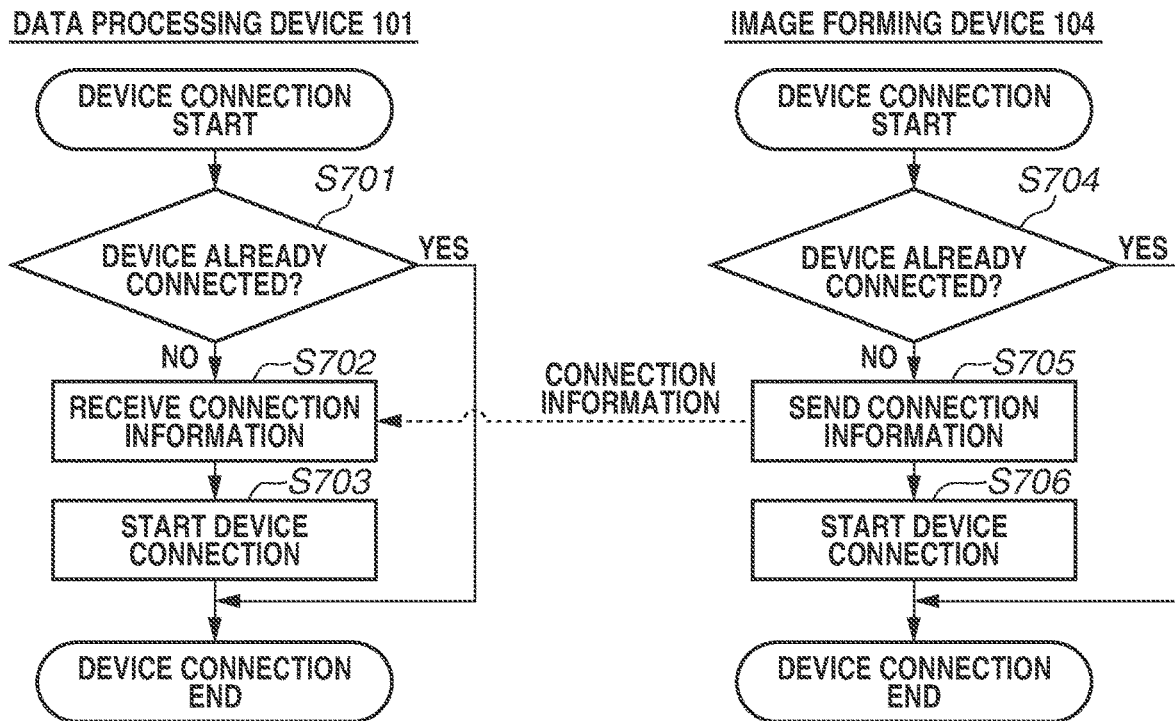 DATA PROCESSING DEVICE 101
DEVICE CONNECTION
START
S701
DEVICE ALREADY
CONNECTED?
YES
NO
S702
RECEIVE CONNECTION
INFORMATION
S703
START DEVICE
CONNECTION
DEVICE CONNECTION
END
CONNECTION
INFORMATION
IMAGE FORMING DEVICE 104
DEVICE CONNECTION
START
S704
DEVICE ALREADY
CONNECTED?
YES
NO
S705
SEND CONNECTION
INFORMATION
S706
START DEVICE
CONNECTION
DEVICE CONNECTION
END